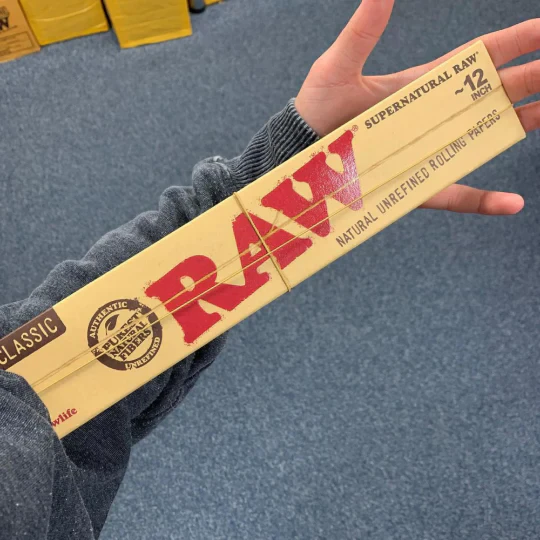 CLASSIC
AUTHENTIC
PUREST
NATURAL
FIBERS
UNREFINED
RAW
SUPERNATURAL RAW
~12
INCH
NATURAL UNREFINED ROLLING PAPERS
wlife